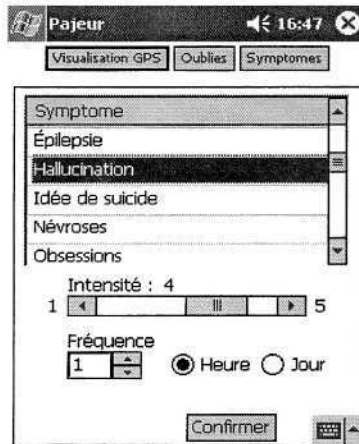 Pajeur 16:47
Visualisation GPS Oublies Symptomes
Symptome
Épilepsie
Hallucination
Idée de suicide
Névroses
Obsessions
Intensité : 4
1 5
Fréquence
1 Heure Jour
Confirmer